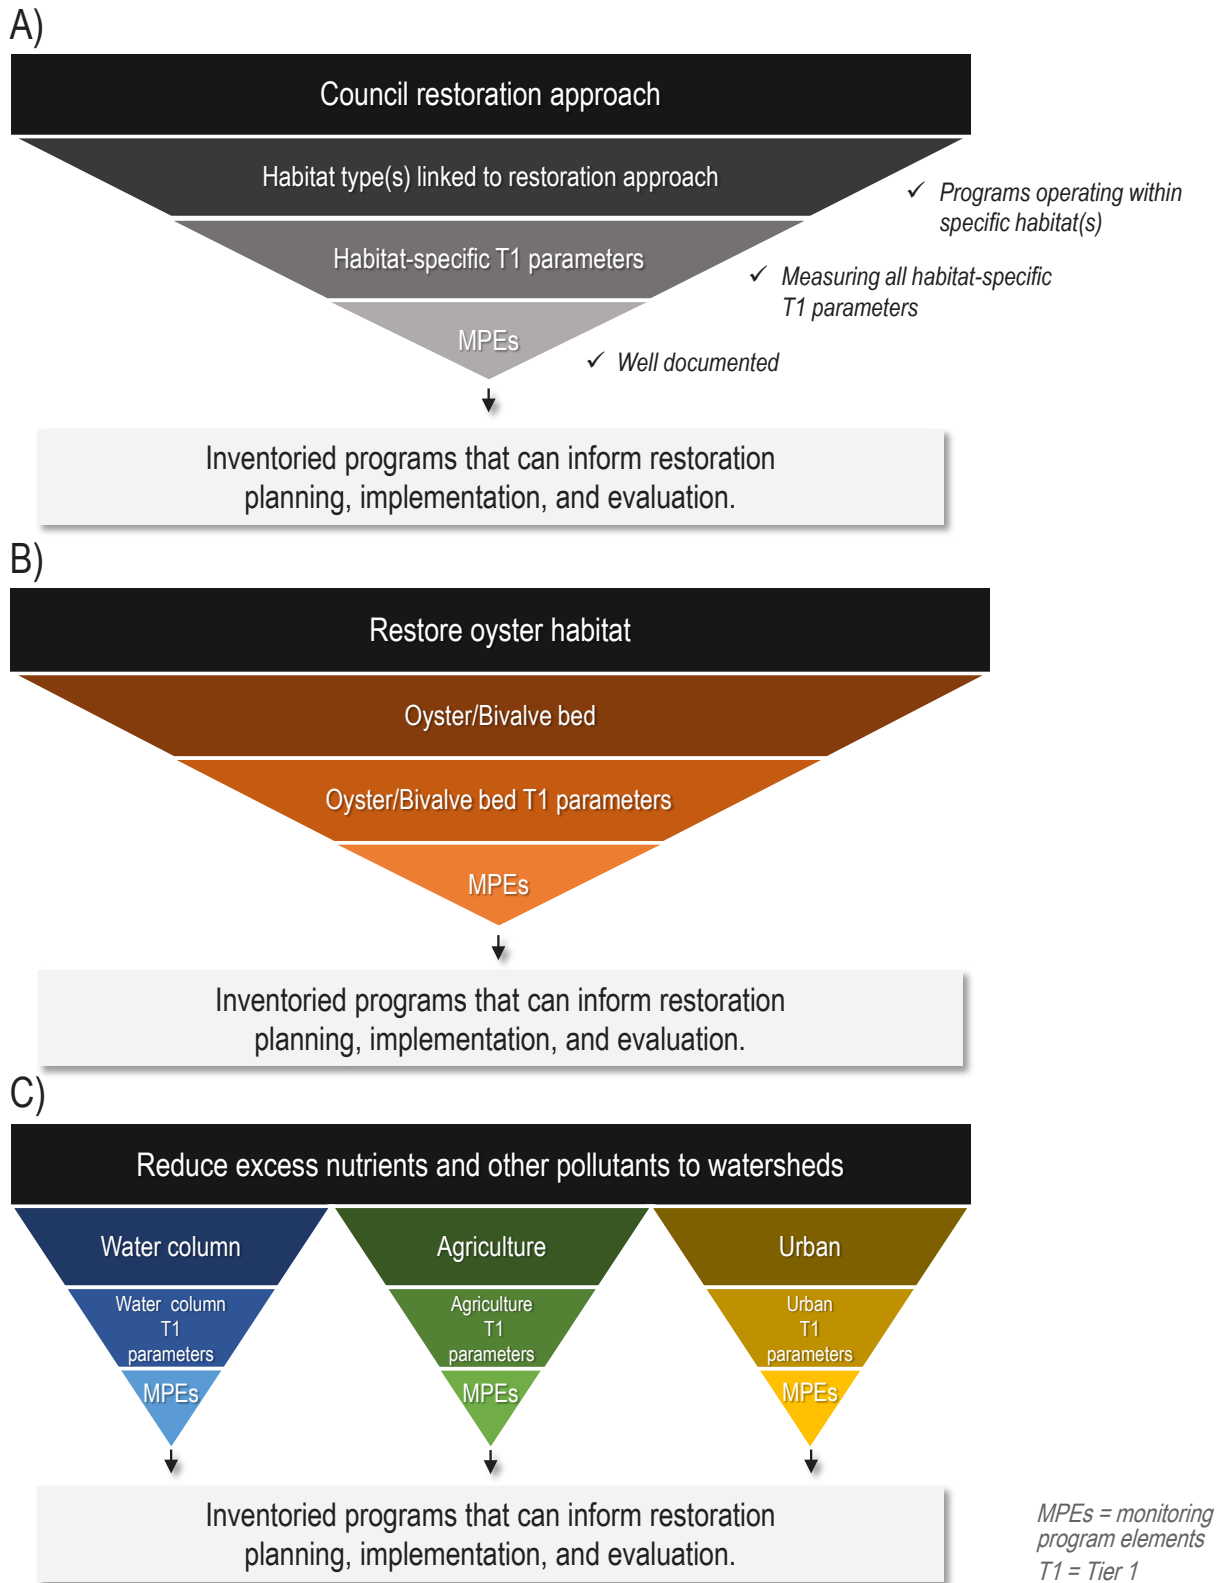 A)
Council restoration approach
Habitat type(s) linked to restoration approach
✓ Programs operating within
specific habitat(s)
Habitat-specific T1 parameters
✓ Measuring all habitat-specific
T1 parameters
MPEs
✓ Well documented
Inventoried programs that can inform restoration
planning, implementation, and evaluation.
B)
Restore oyster habitat
Oyster/Bivalve bed
Oyster/Bivalve bed T1 parameters
MPEs
Inventoried programs that can inform restoration
planning, implementation, and evaluation.
C)
Reduce excess nutrients and other pollutants to watersheds
Water column
Water column
T1
parameters
MPEs
Agriculture
Agriculture
T1
parameters
MPEs
Urban
Urban
T1
parameters
MPEs
Inventoried programs that can inform restoration
planning, implementation, and evaluation.
MPEs = monitoring
program elements
T1 = Tier 1